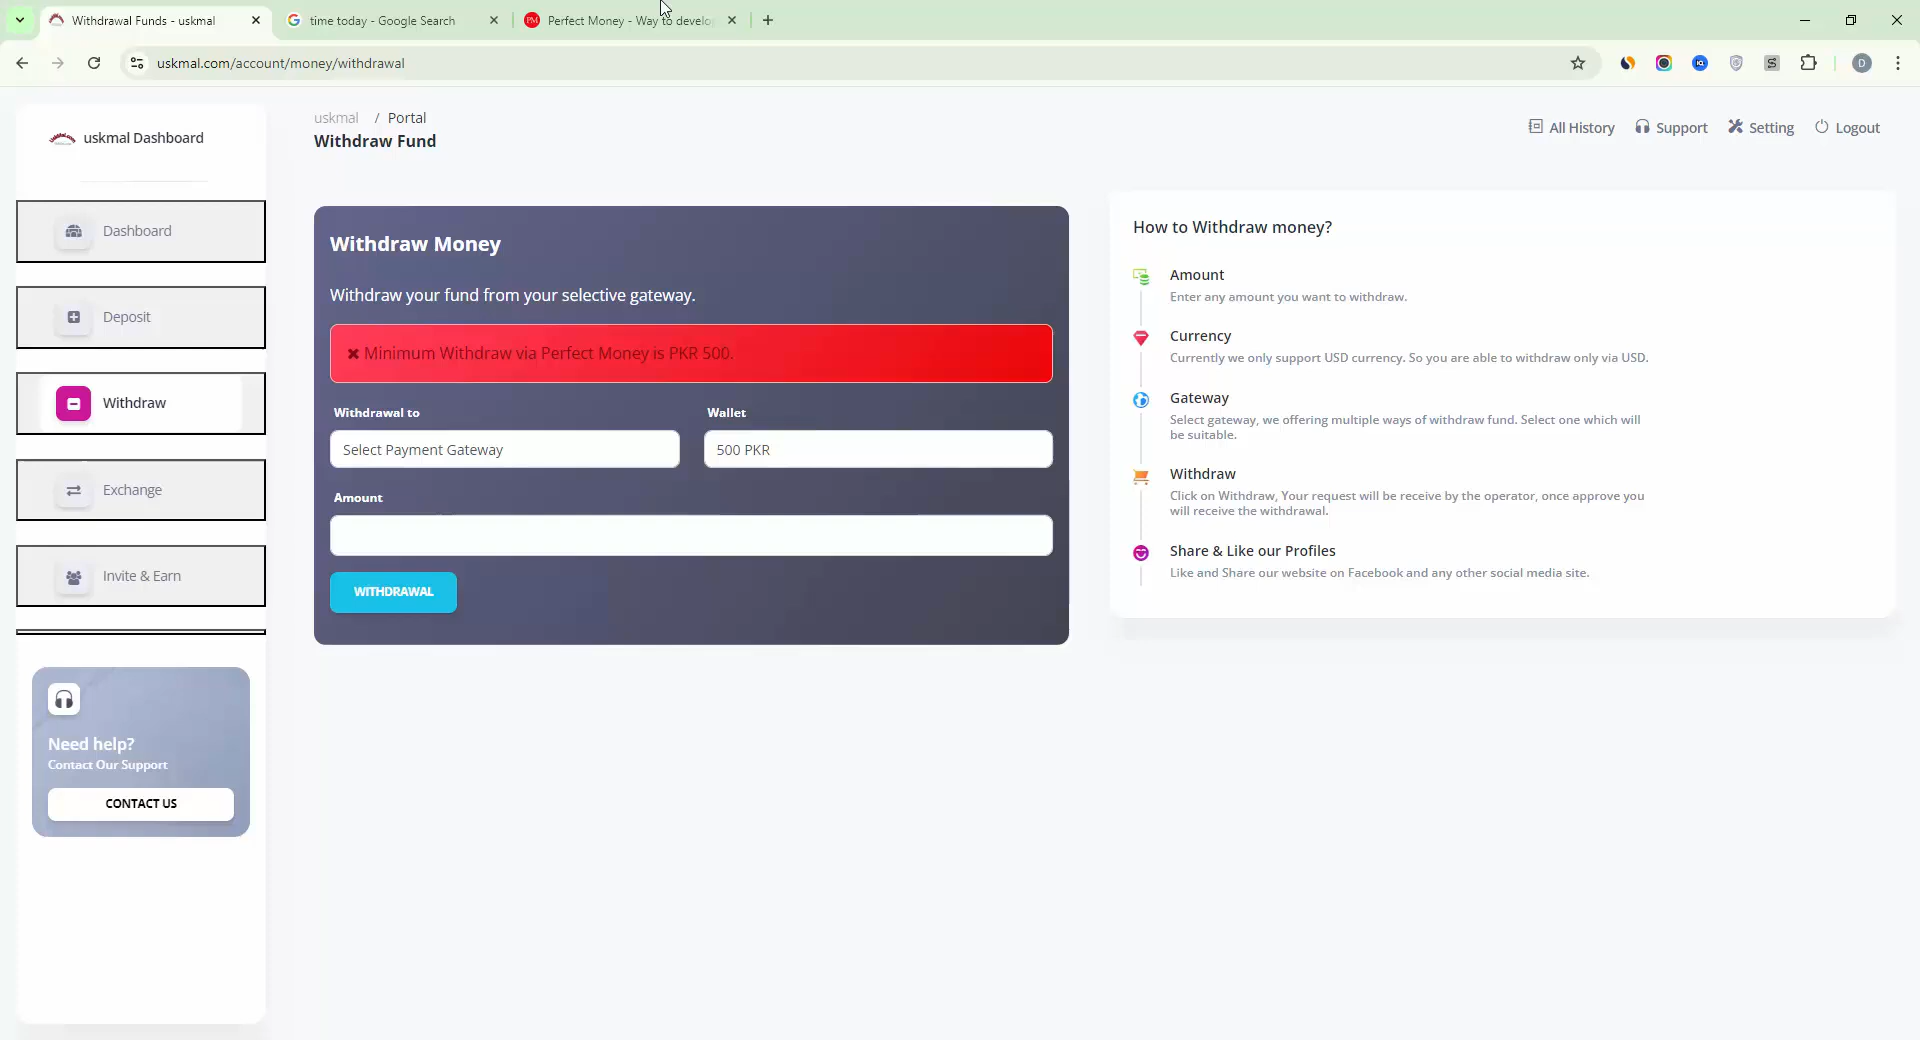 Withdrawal Funds - uskmal
time today - Google Search
Perfect Money - Way to develo
uskmal.com/account/money/withdrawal
D
uskmal Dashboard
Dashboard
Deposit
Withdraw
Exchange
Invite & Earn
Need help?
Contact Our Support
CONTACT US
uskmal / Portal
Withdraw Fund
All History
Support
Setting
Logout
Withdraw Money
Withdraw your fund from your selective gateway.
Minimum Withdraw via Perfect Money is PKR 500.
Withdrawal to
Wallet
Select Payment Gateway
500 PKR
Amount
WITHDRAWAL
How to Withdraw money?
Amount
Enter any amount you want to withdraw.
Currency
Currently we only support USD currency. So you are able to withdraw only via USD.
Gateway
Select gateway, we offering multiple ways of withdraw fund. Select one which will
be suitable.
Withdraw
Click on Withdraw, Your request will be receive by the operator, once approve you
will receive the withdrawal.
Share & Like our Profiles
Like and Share our website on Facebook and any other social media site.